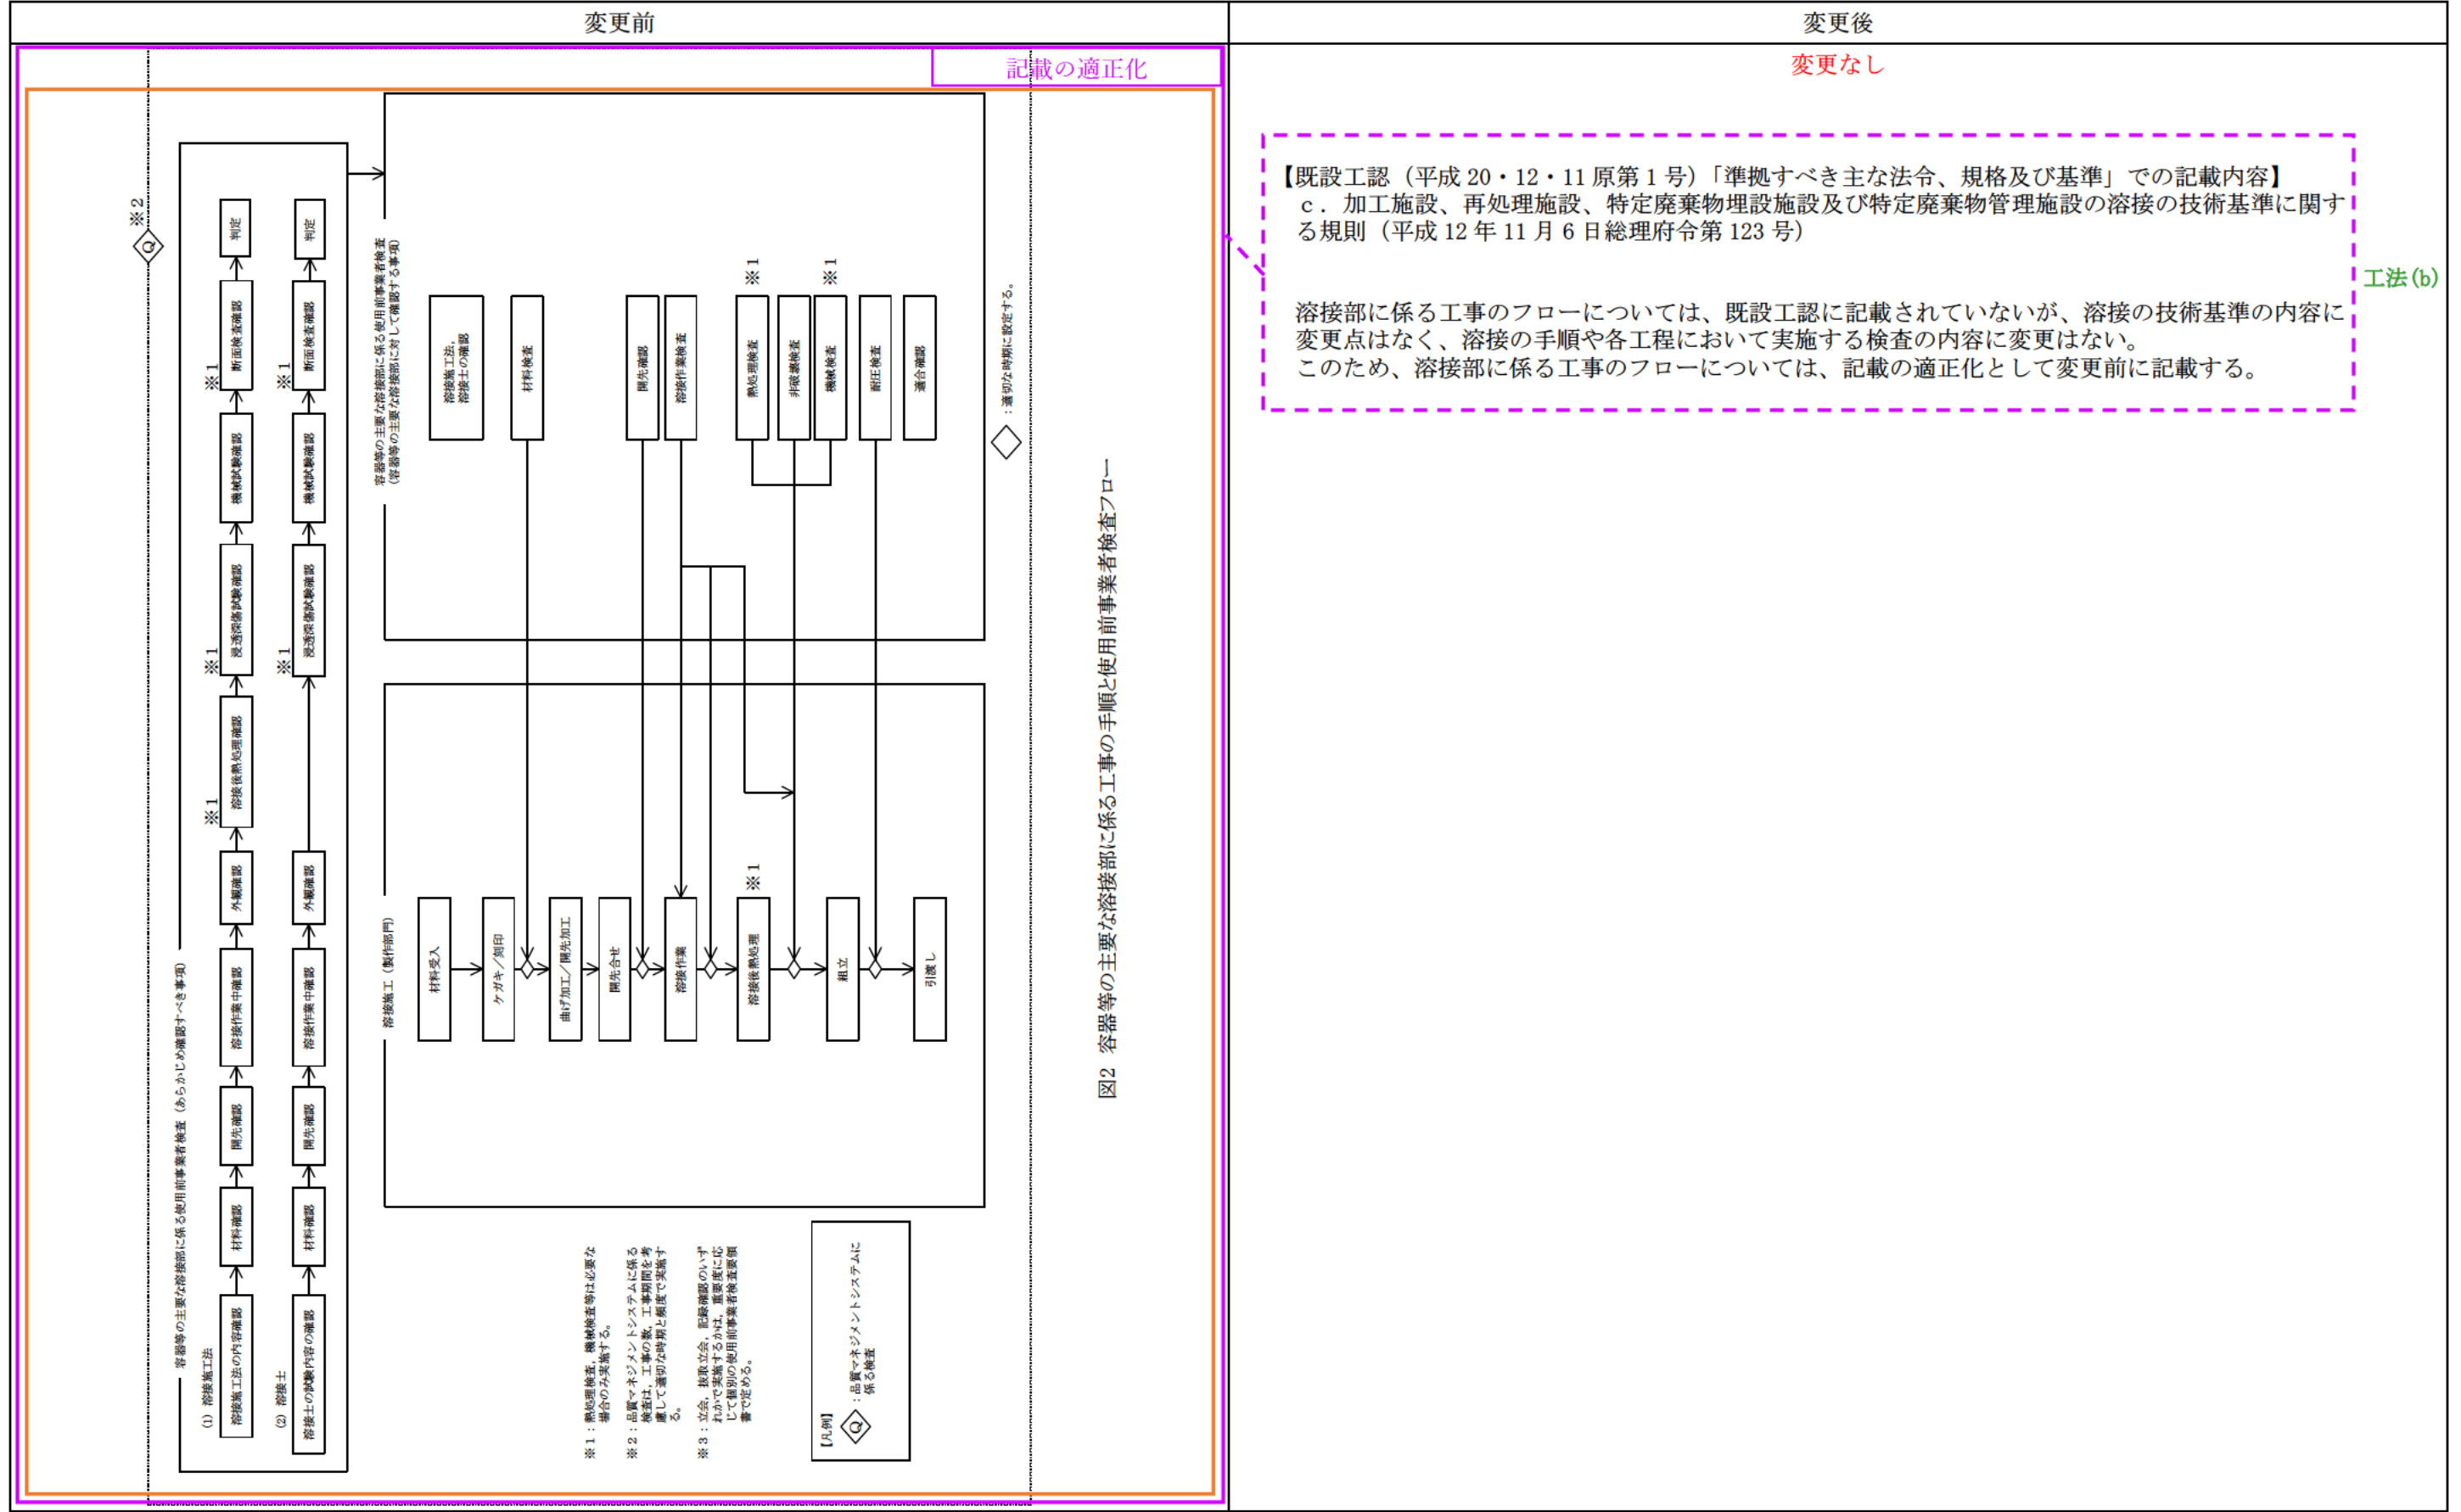 変更前
変更後
記載の適正化
変更なし
※2
Q
容器等の主要な溶接部に係る使用前事業者検査（あらかじめ確認すべき事項）
(1) 溶接施工法
溶接施工法の内容確認
材料確認
開先確認
溶接作業中確認
外観確認
※1
溶接後熱処理確認
※1
浸透探傷試験確認
機械試験確認
※1
断面検査確認
判定
(2) 溶接士
溶接士の試験内容の確認
材料確認
開先確認
溶接作業中確認
外観確認
※1
浸透探傷試験確認
機械試験確認
※1
断面検査確認
判定
溶接施工（製作部門）
材料受入
ケガキ／刻印
曲げ加工／開先加工
開先合せ
溶接作業
溶接後熱処理
※1
組立
引渡し
容器等の主要な溶接部に係る使用前事業者検査
（容器等の主要な溶接部に対して確認する事項）
溶接施工法，
溶接士の確認
材料検査
開先確認
溶接作業検査
熱処理検査
※1
非破壊検査
機械検査
※1
耐圧検査
適合確認
：適切な時期に設定する。
※1：熱処理検査，機械検査等は必要な
場合のみ実施する。
※2：品質マネジメントシステムに係る
検査は，工事の数，工事期間を考
慮して適切な時期と頻度で実施す
る。
※3：立会，抜取立会，記録確認のいず
れかで実施するかは，重要度に応
じて個別の使用前事業者検査要領
書で定める。
【凡例】
Q
：品質マネジメントシステムに
係る検査
図2 容器等の主要な溶接部に係る工事の手順と使用前事業者検査フロー
【既設工認（平成 20・12・11 原第 1 号）「準拠すべき主な法令、規格及び基準」での記載内容】
ｃ．加工施設、再処理施設、特定廃棄物埋設施設及び特定廃棄物管理施設の溶接の技術基準に関す
る規則（平成 12 年 11 月 6 日総理府令第 123 号）
溶接部に係る工事のフローについては、既設工認に記載されていないが、溶接の技術基準の内容に
変更点はなく、溶接の手順や各工程において実施する検査の内容に変更はない。
このため、溶接部に係る工事のフローについては、記載の適正化として変更前に記載する。
工法(b)